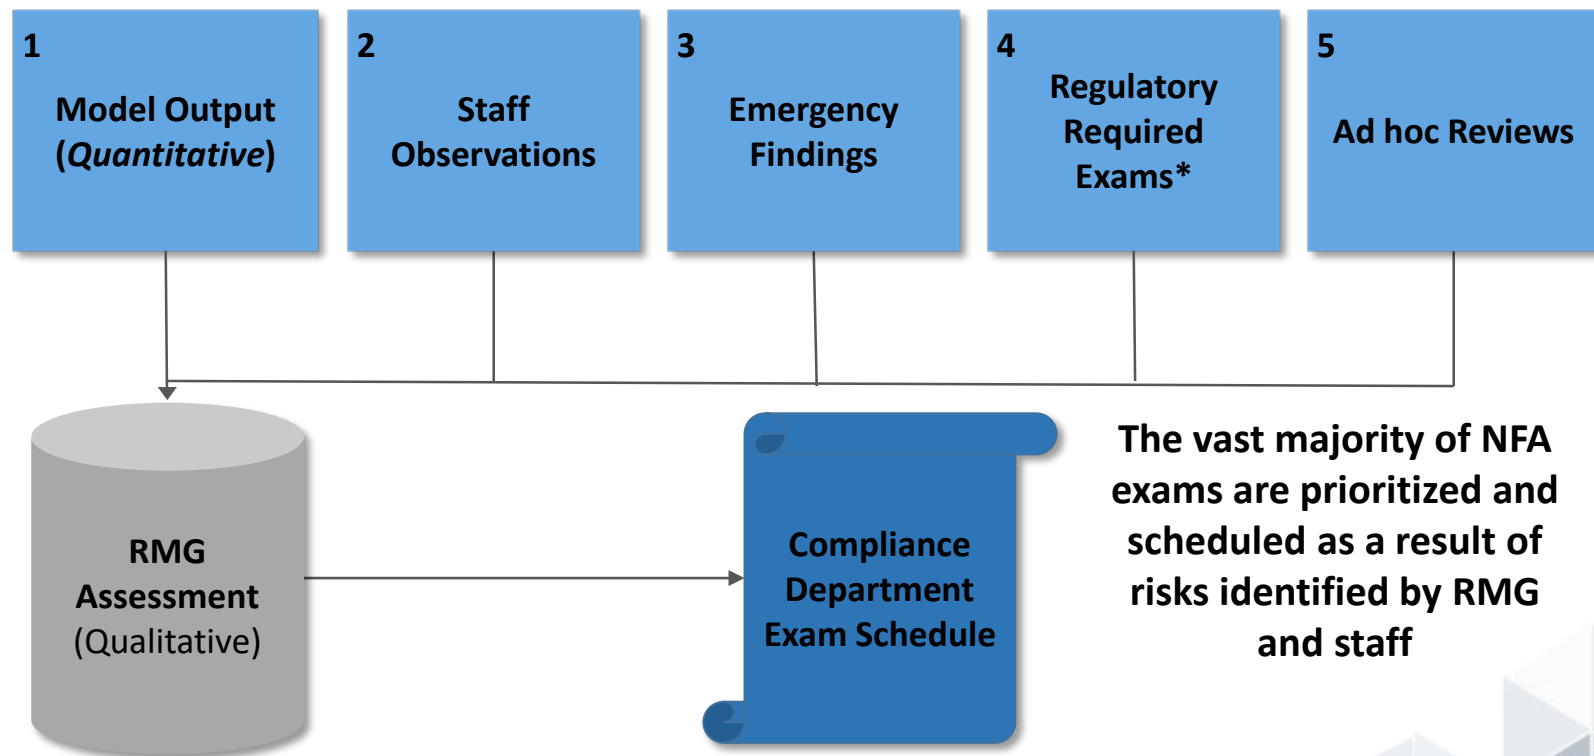 1
Model Output
(Quantitative)
2
Staff
Observations
3
Emergency
Findings
4
Regulatory
Required
Exams*
5
Ad hoc Reviews
RMG
Assessment
(Qualitative)
Compliance
Department
Exam Schedule
The vast majority of NFA
exams are prioritized and
scheduled as a result of
risks identified by RMG
and staff